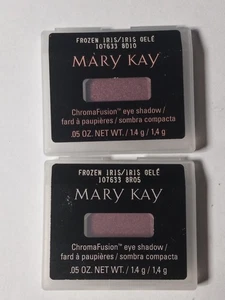 FROZEN IRIS/IRIS GELÉ
107633 8D10
MARY KAY
ChromaFusion™ eye shadow /
fard à paupières / sombra compacta
.05 OZ. NET WT. / 1,4 g / 1,4 g
FROZEN IRIS/IRIS GELÉ
107633 8R05
MARY KAY
ChromaFusion™ eye shadow /
fard à paupières / sombra compacta
.05 OZ. NET WT. / 1.4 g / 1,4 g